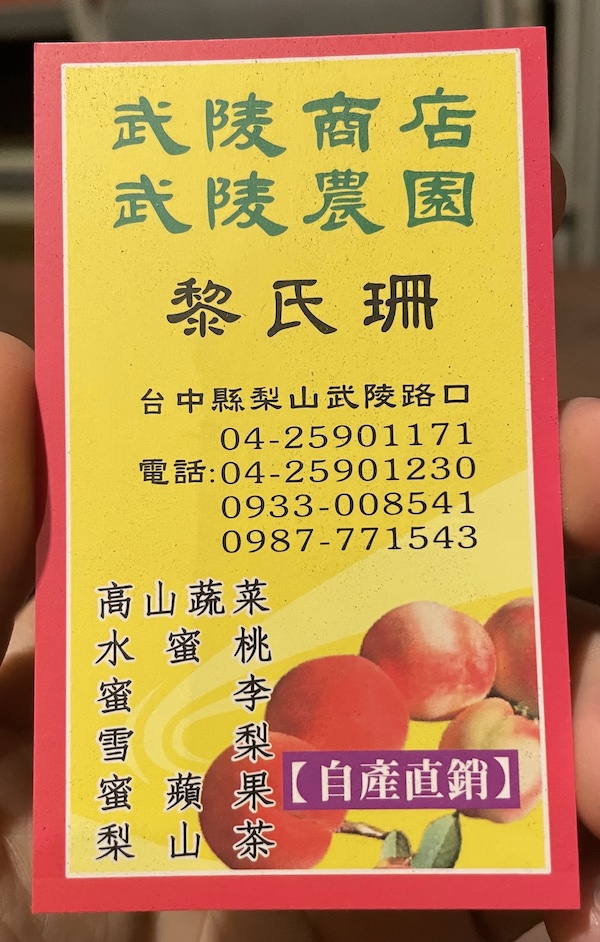 武陵商店
武陵農園
黎氏珊
台中縣梨山武陵路口
04-25901171
電話:04-25901230
0933-008541
0987-771543
高山蔬菜
水蜜桃
蜜李
雪梨
蜜蘋果
梨山茶
【自產直銷】